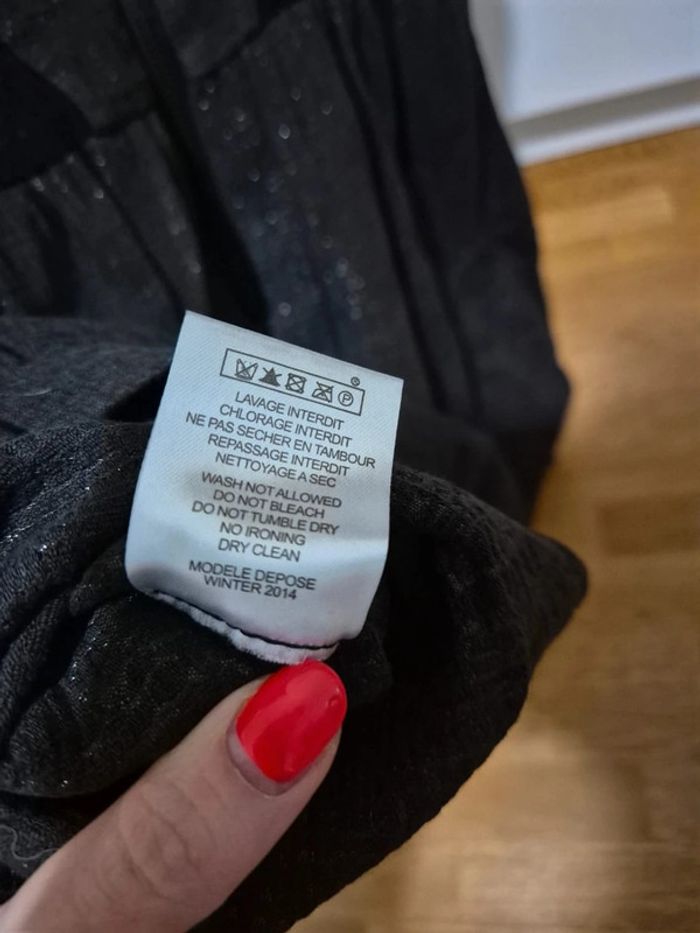 P
LAVAGE INTERDIT
CHLORAGE INTERDIT
NE PAS SECHER EN TAMBOUR
REPASSAGE INTERDIT
NETTOYAGE A SEC
WASH NOT ALLOWED
DO NOT BLEACH
DO NOT TUMBLE DRY
NO IRONING
DRY CLEAN
MODELE DEPOSE
WINTER 2014